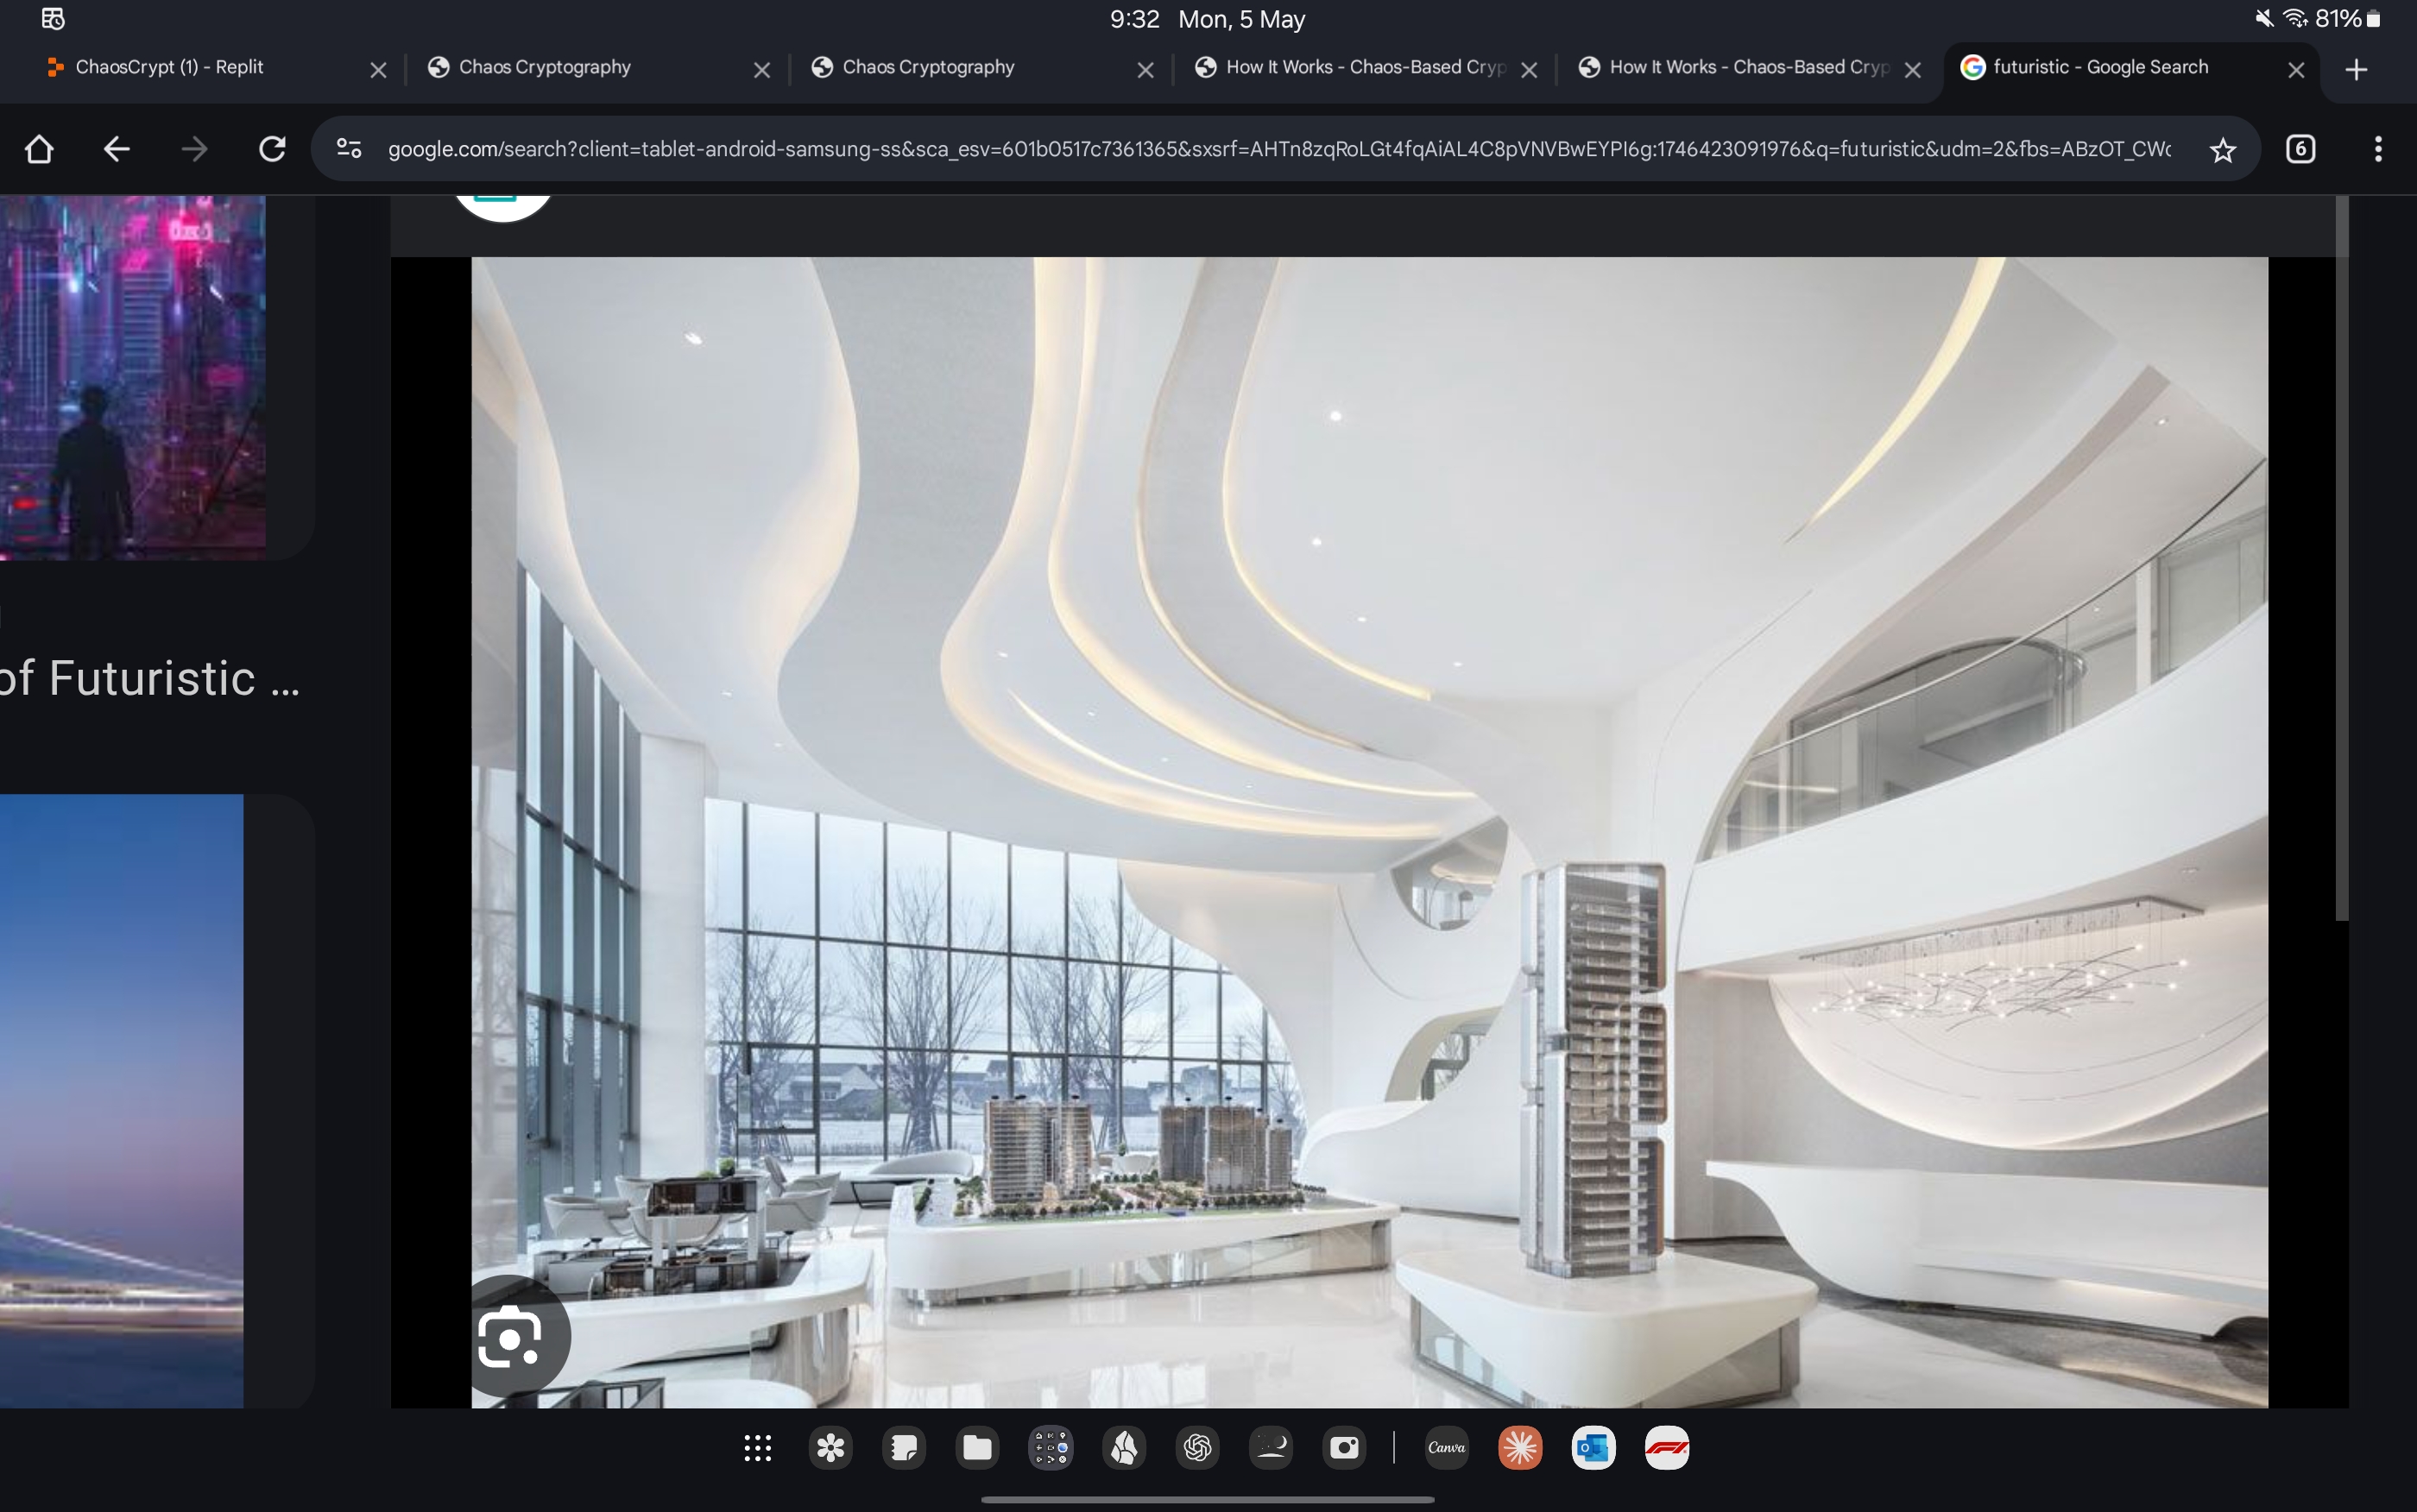 9:32 Mon, 5 May
81%
ChaosCrypt (1) - Replit
Chaos Cryptography
Chaos Cryptography
How It Works - Chaos-Based Cryp
How It Works - Chaos-Based Cryp
futuristic - Google Search
google.com/search?client=tablet-android-samsung-ss&sca_esv=601b0517c7361365&sxsrf=AHTn8zqRoLGt4fqAiAL4C8pVNVBwEYPI6g:1746423091976&q=futuristic&udm=2&fbs=ABzOT_CWc
6
of Futuristic ...
Canva